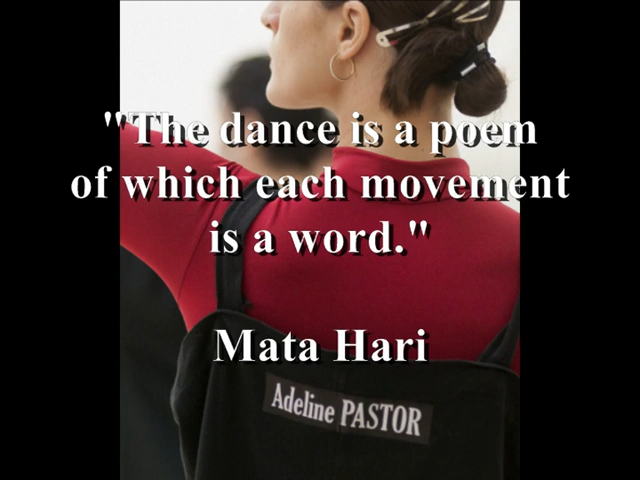 "The dance is a poem
of which each movement
is a word."
Mata Hari
Adeline PASTOR